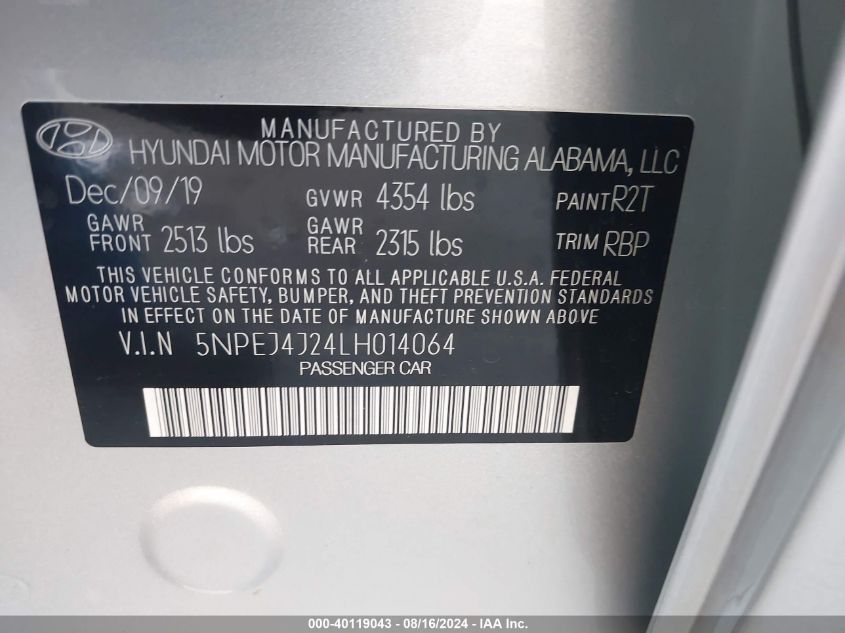 MANUFACTURED BY
HYUNDAI MOTOR MANUFACTURING ALABAMA, LLC
Dec/09/19 GVWR 4354 lbs PAINT R2T
GAWR FRONT 2513 lbs GAWR REAR 2315 lbs TRIM RBP
THIS VEHICLE CONFORMS TO ALL APPLICABLE U.S.A. FEDERAL
MOTOR VEHICLE SAFETY, BUMPER, AND THEFT PREVENTION STANDARDS
IN EFFECT ON THE DATE OF MANUFACTURE SHOWN ABOVE
V.I.N 5NPEJ4J24LH014064
PASSENGER CAR
000-40119043 - 08/16/2024 - IAA Inc.